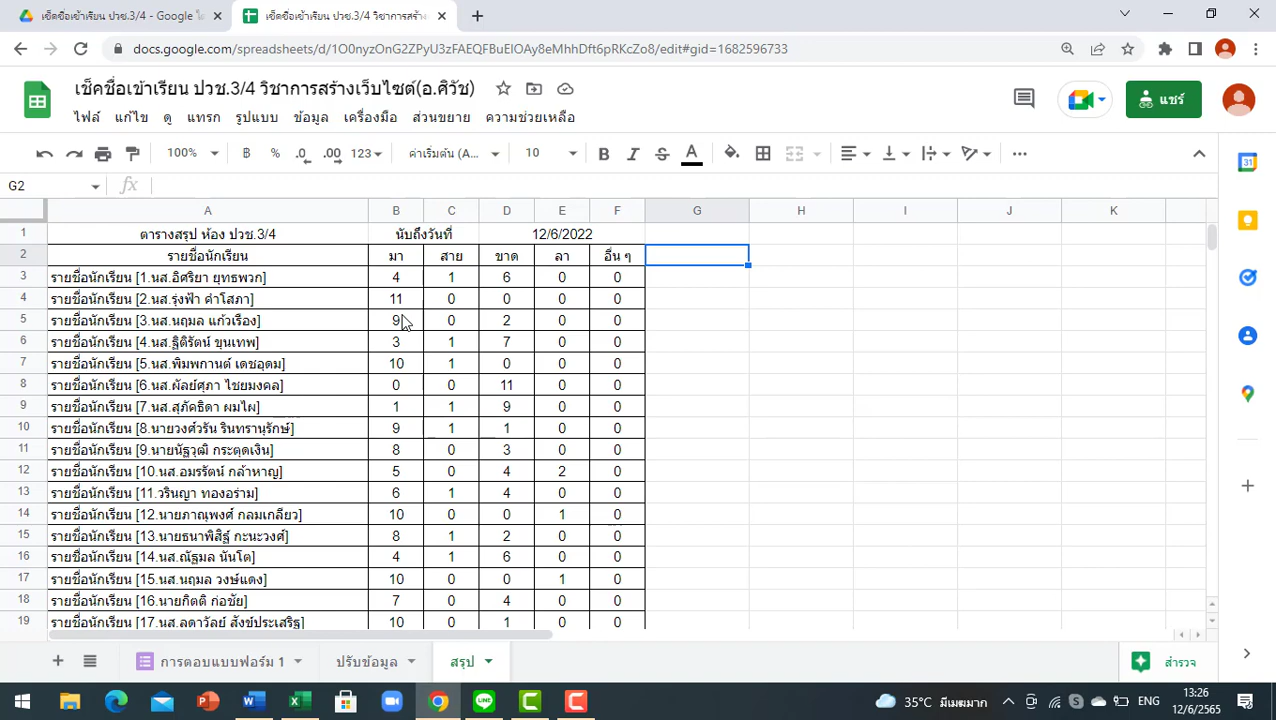 เช็คชื่อเข้าเรียน ปวช.3/4 - Google ไ
เช็คชื่อเข้าเรียน ปวช.3/4 วิชาการสร้าง
docs.google.com/spreadsheets/d/1O0nyzOnG2ZPyU3zFAEQFBuEIOAy8eMhhDft6pRKcZo8/edit#gid=1682596733
เช็คชื่อเข้าเรียน ปวช.3/4 วิชาการสร้างเว็บไซต์(อ.ศิวัช)
แชร์
ไฟล์ แก้ไข ดู แทรก รูปแบบ ข้อมูล เครื่องมือ ส่วนขยาย ความช่วยเหลือ
100% ฿ % .0 .00 123 ค่าเริ่มต้น (A... 10 B I S A
31
G2 fx
A B C D E F G H I J K
1 ตารางสรุป ห้อง ปวช.3/4 นับถึงวันที่ 12/6/2022
2 รายชื่อนักเรียน มา สาย ขาด ลา อื่น ๆ
3 รายชื่อนักเรียน [1.นส.อิศริยา ยุทธพวก] 4 1 6 0 0
4 รายชื่อนักเรียน [2.นส.รุ่งฟ้า คำโสภา] 11 0 0 0 0
5 รายชื่อนักเรียน [3.นส.นฤมล แก้วเรือง] 9 0 2 0 0
6 รายชื่อนักเรียน [4.นส.ฐิติรัตน์ ขุนเทพ] 3 1 7 0 0
7 รายชื่อนักเรียน [5.นส.พิมพกานต์ เดชอุดม] 10 1 0 0 0
8 รายชื่อนักเรียน [6.นส.ผัลย์ศุภา ไชยมงคล] 0 0 11 0 0
9 รายชื่อนักเรียน [7.นส.สุภัคธิดา ผมไผ] 1 1 9 0 0
10 รายชื่อนักเรียน [8.นายวงศ์วรัน รินทรานุรักษ์] 9 1 1 0 0
11 รายชื่อนักเรียน [9.นายนัฐวุฒิ กระตุดเงิน] 8 0 3 0 0
12 รายชื่อนักเรียน [10.นส.อมรรัตน์ กล้าหาญ] 5 0 4 2 0
13 รายชื่อนักเรียน [11.วรินญา ทองอร่าม] 6 1 4 0 0
14 รายชื่อนักเรียน [12.นายภาณุพงศ์ กลมเกลียว] 10 0 0 1 0
15 รายชื่อนักเรียน [13.นายธนาพิสิฐ์ กะนะวงศ์] 8 1 2 0 0
16 รายชื่อนักเรียน [14.นส.ณัฐมล นันโต] 4 1 6 0 0
17 รายชื่อนักเรียน [15.นส.นฤมล วงษ์แดง] 10 0 0 1 0
18 รายชื่อนักเรียน [16.นายกิตติ ก่อชัย] 7 0 4 0 0
19 รายชื่อนักเรียน [17.นส.ลดาวัลย์ สังข์ประเสริฐ] 10 0 1 0 0
การตอบแบบฟอร์ม 1 ปรับข้อมูล สรุป สำรวจ
35°C มีเมฆมาก ENG 13:26
12/6/2565